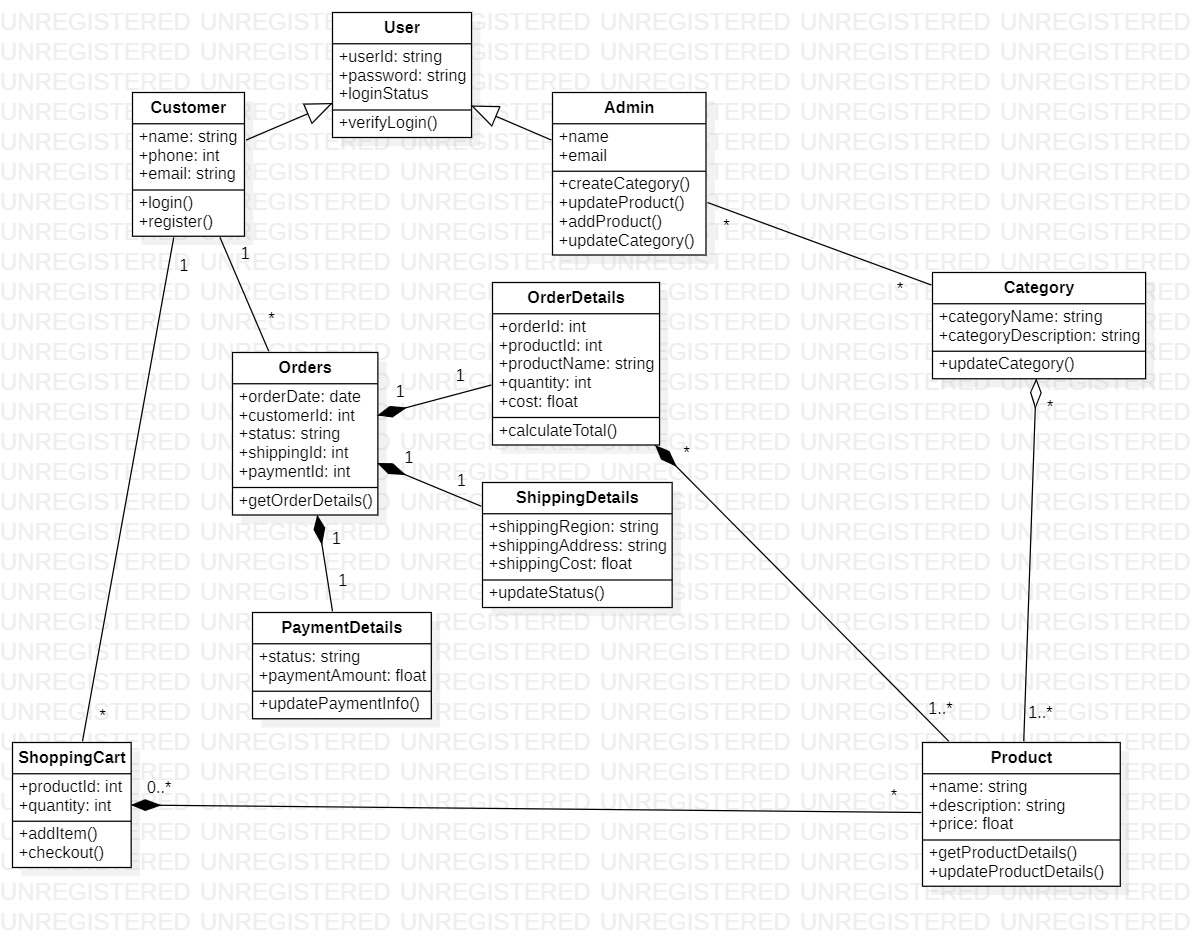 User
+userId: string
+password: string
+loginStatus
+verifyLogin()
Customer
+name: string
+phone: int
+email: string
+login()
+register()
Admin
+name
+email
+createCategory()
+updateProduct()
+addProduct()
+updateCategory()
1
1
*
*
*
Category
+categoryName: string
+categoryDescription: string
+updateCategory()
*
OrderDetails
+orderId: int
+productId: int
+productName: string
+quantity: int
+cost: float
+calculateTotal()
*
Orders
+orderDate: date
+customerId: int
+status: string
+shippingId: int
+paymentId: int
+getOrderDetails()
1
1
1
1
1
1
ShippingDetails
+shippingRegion: string
+shippingAddress: string
+shippingCost: float
+updateStatus()
PaymentDetails
+status: string
+paymentAmount: float
+updatePaymentInfo()
*
1..*
1..*
ShoppingCart
+productId: int
+quantity: int
+addItem()
+checkout()
0..*
*
Product
+name: string
+description: string
+price: float
+getProductDetails()
+updateProductDetails()
UNREGISTERED